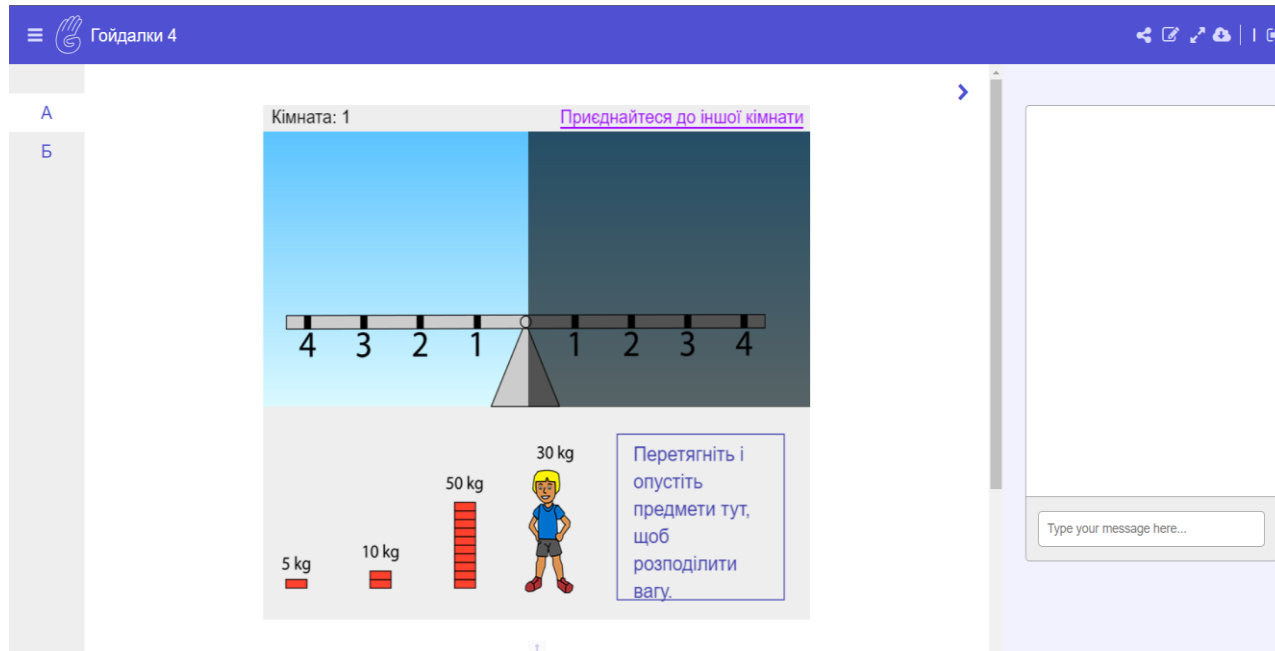 Гойдалки 4
А
Б
Кімната: 1
Приєднайтеся до іншої кімнати
4 3 2 1 1 2 3 4
30 kg
50 kg
10 kg
5 kg
Перетягніть і
опустіть
предмети тут,
щоб
розподілити
вагу.
Type your message here...